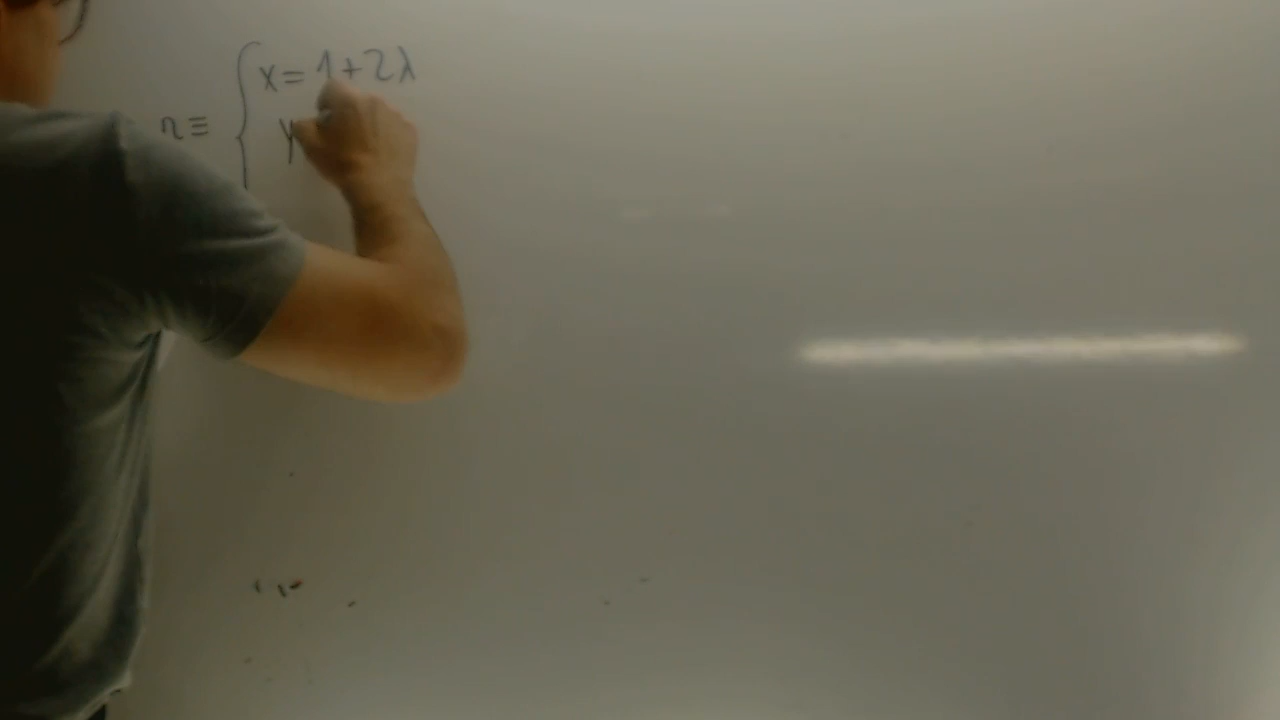 x = 1 + 2λ
r ≡ {
y